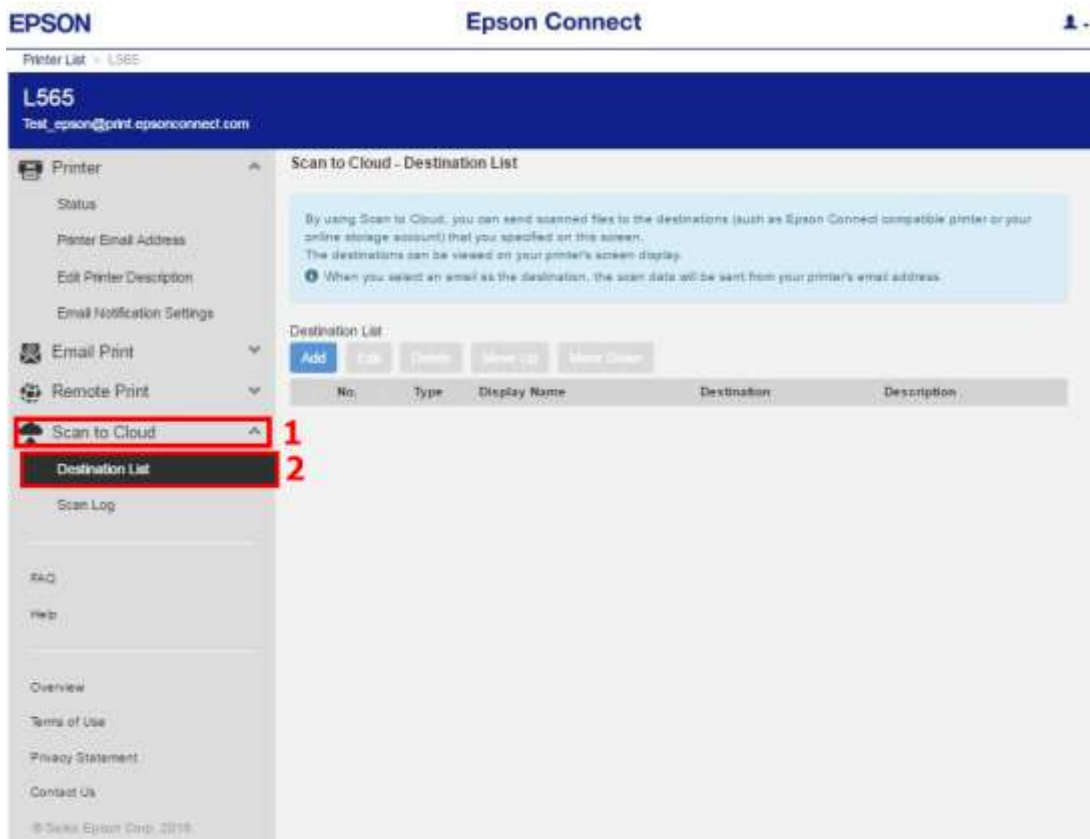 EPSON
Epson Connect
Printer List > L565
L565
Test_epson@print.epsonconnect.com
Printer
Status
Printer Email Address
Edit Printer Description
Email Notification Settings
Email Print
Remote Print
Scan to Cloud
1
Destination List
2
Scan Log
FAQ
Help
Overview
Terms of Use
Privacy Statement
Contact Us
© Seiko Epson Corp.
Scan to Cloud - Destination List
By using Scan to Cloud, you can send scanned files to the destinations (such as Epson Connect compatible printer or your
online storage account) that you specified on this screen.
The destinations can be viewed on your printer's screen display.
When you select an email as the destination, the scan data will be sent from your printer's email address.
Destination List
Add Edit Delete Move Up Move Down
No. Type Display Name Destination Description